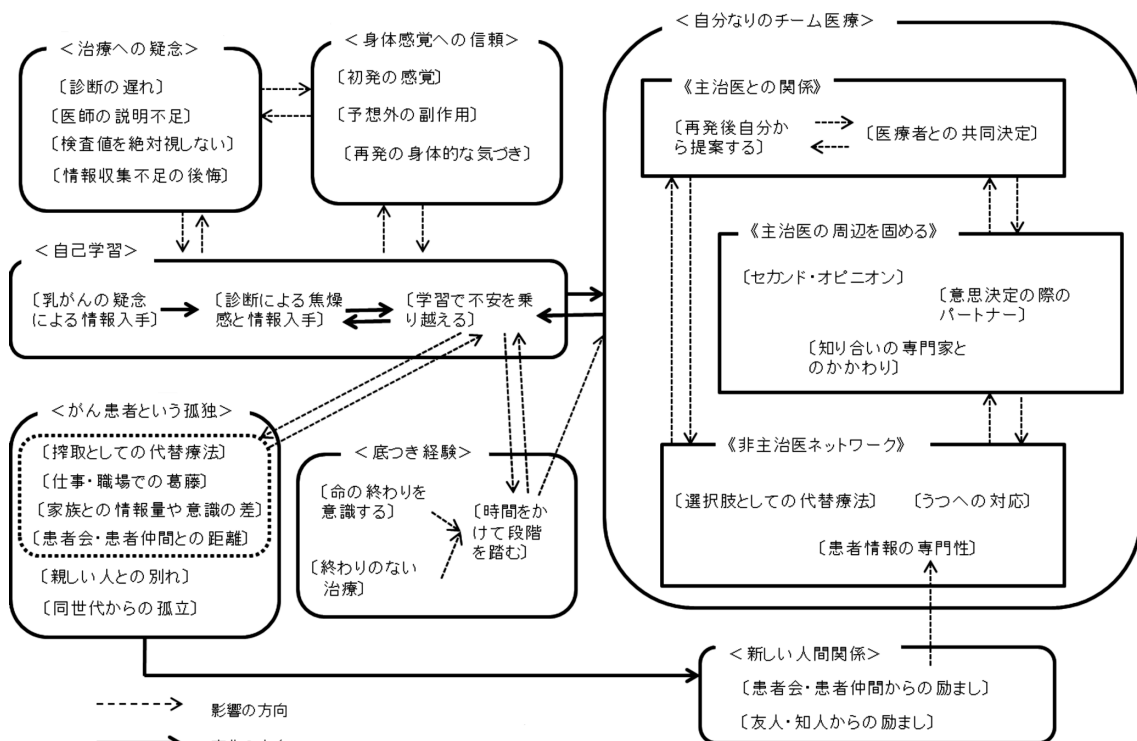 ＜治療への疑念＞
〔診断の遅れ〕
〔医師の説明不足〕
〔検査値を絶対視しない〕
〔情報収集不足の後悔〕
＜身体感覚への信頼＞
〔初発の感覚〕
〔予想外の副作用〕
〔再発の身体的な気づき〕
＜自己学習＞
〔乳がんの疑念
による情報入手〕
〔診断による焦燥
感と情報入手〕
〔学習で不安を乗
り越える〕
＜がん患者という孤独＞
〔搾取としての代替療法〕
〔仕事・職場での葛藤〕
〔家族との情報量や意識の差〕
〔患者会・患者仲間との距離〕
〔親しい人との別れ〕
〔同世代からの孤立〕
＜底つき経験＞
〔命の終わりを
意識する〕
〔終わりのない
治療〕
〔時間をか
けて段階
を踏む〕
＜自分なりのチーム医療＞
《主治医との関係》
〔再発後自分か
ら提案する〕
〔医療者との共同決定〕
《主治医の周辺を固める》
〔セカンド・オピニオン〕
〔意思決定の際の
パートナー〕
〔知り合いの専門家と
のかかわり〕
《非主治医ネットワーク》
〔選択肢としての代替療法〕
〔うつへの対応〕
〔患者情報の専門性〕
＜新しい人間関係＞
〔患者会・患者仲間からの励まし〕
〔友人・知人からの励まし〕
影響の方向